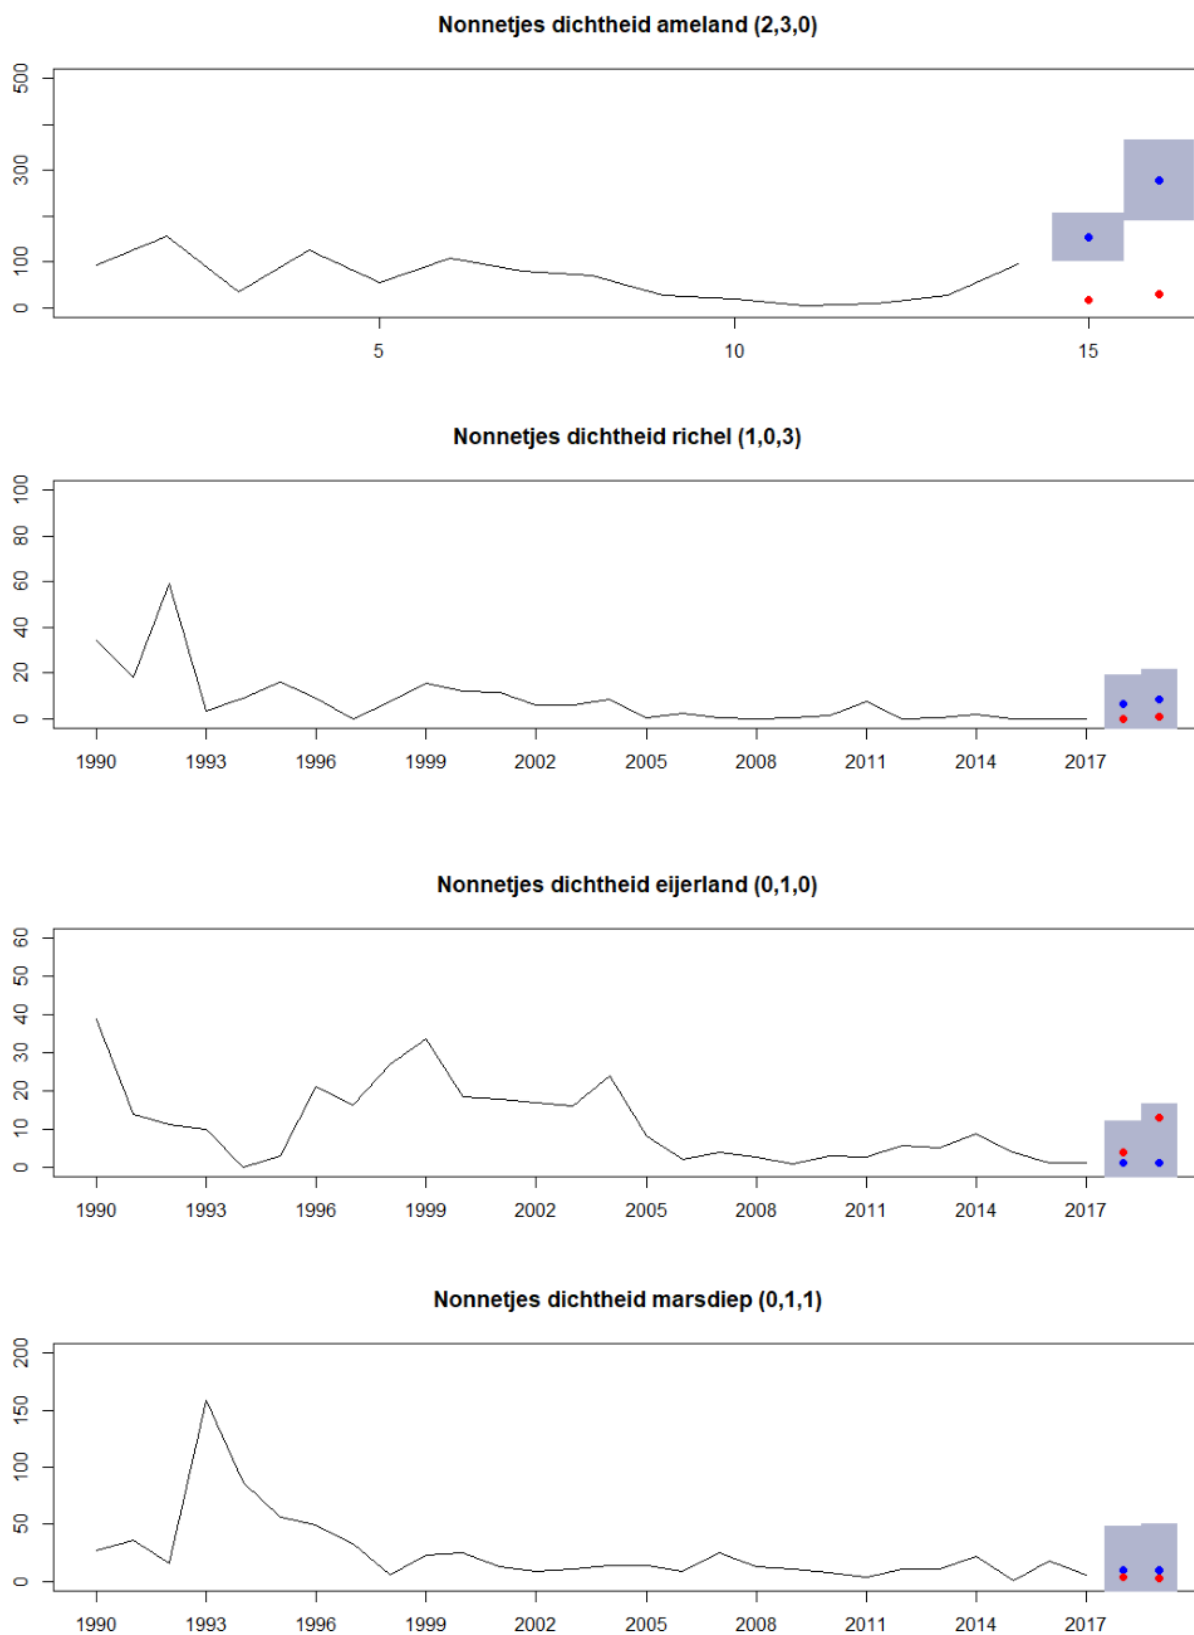 Nonnetjes dichtheid ameland (2,3,0)
500
300
100
0
5 10 15
Nonnetjes dichtheid richel (1,0,3)
100
80
60
40
20
0
1990 1993 1996 1999 2002 2005 2008 2011 2014 2017
Nonnetjes dichtheid eijerland (0,1,0)
60
50
40
30
20
10
0
1990 1993 1996 1999 2002 2005 2008 2011 2014 2017
Nonnetjes dichtheid marsdiep (0,1,1)
200
150
100
50
0
1990 1993 1996 1999 2002 2005 2008 2011 2014 2017